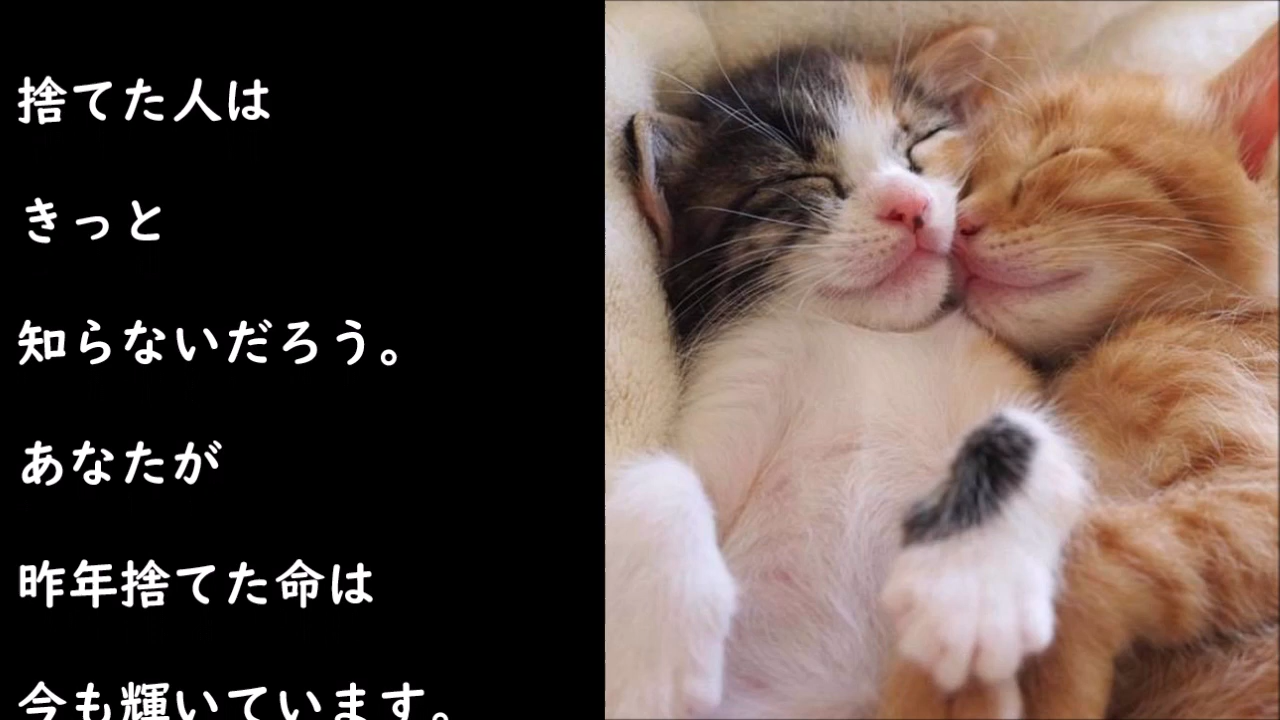 捨てた人は
きっと
知らないだろう。
あなたが
昨年捨てた命は
今も輝いています。